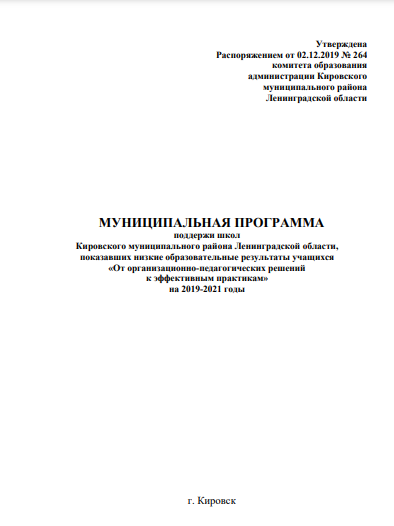 Утверждена
Распоряжением от 02.12.2019 № 264
комитета образования
администрации Кировского
муниципального района
Ленинградской области
МУНИЦИПАЛЬНАЯ ПРОГРАММА
поддержи школ
Кировского муниципального района Ленинградской области,
показавших низкие образовательные результаты учащихся
«От организационно-педагогических решений
к эффективным практикам»
на 2019-2021 годы
г. Кировск